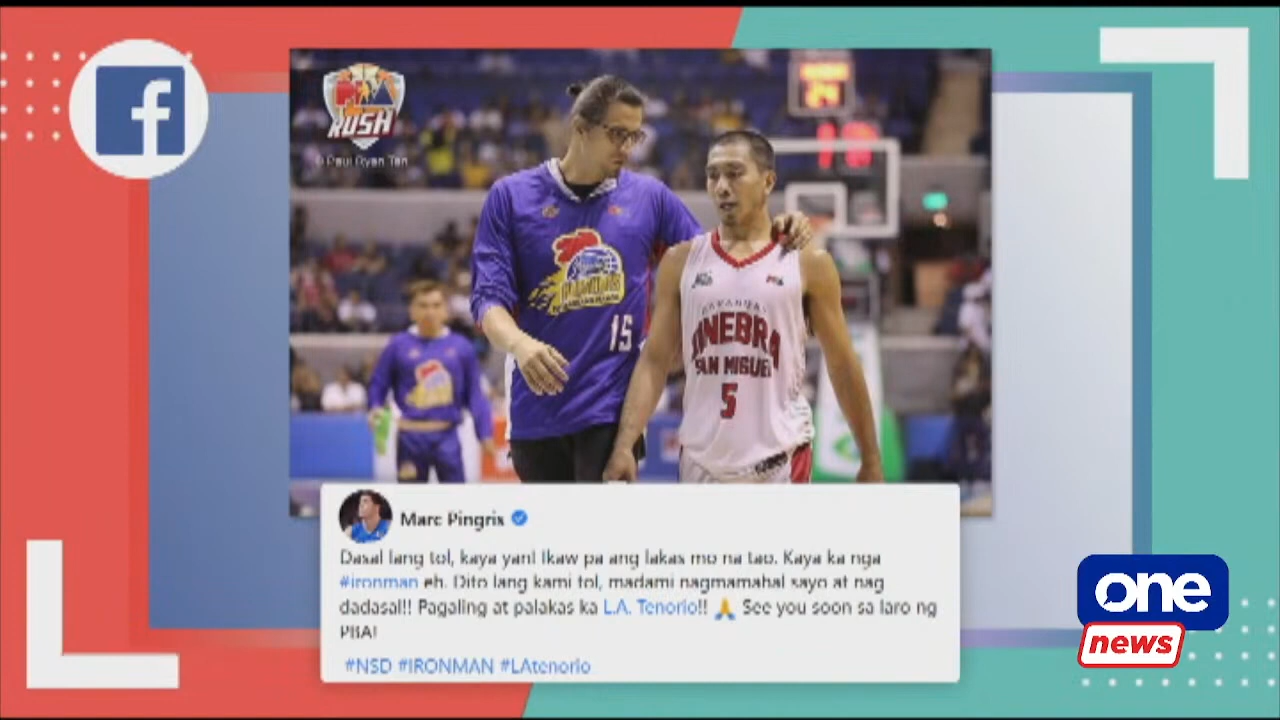 RUSH
© Paul Ryan Tan
15
GINEBRA
SAN MIGUEL
5
Marc Pingris
Dasal lang tol, kaya yan! Ikaw pa ang lakas mo na tao. Kaya ka nga
#ironman eh. Dito lang kami tol, madami nagmamahal sayo at nag
dadasal!! Pagaling at palakas ka L.A. Tenorio!! 🙏 See you soon sa laro ng
PBA!
#NSD #IRONMAN #LAtenorio
one
news